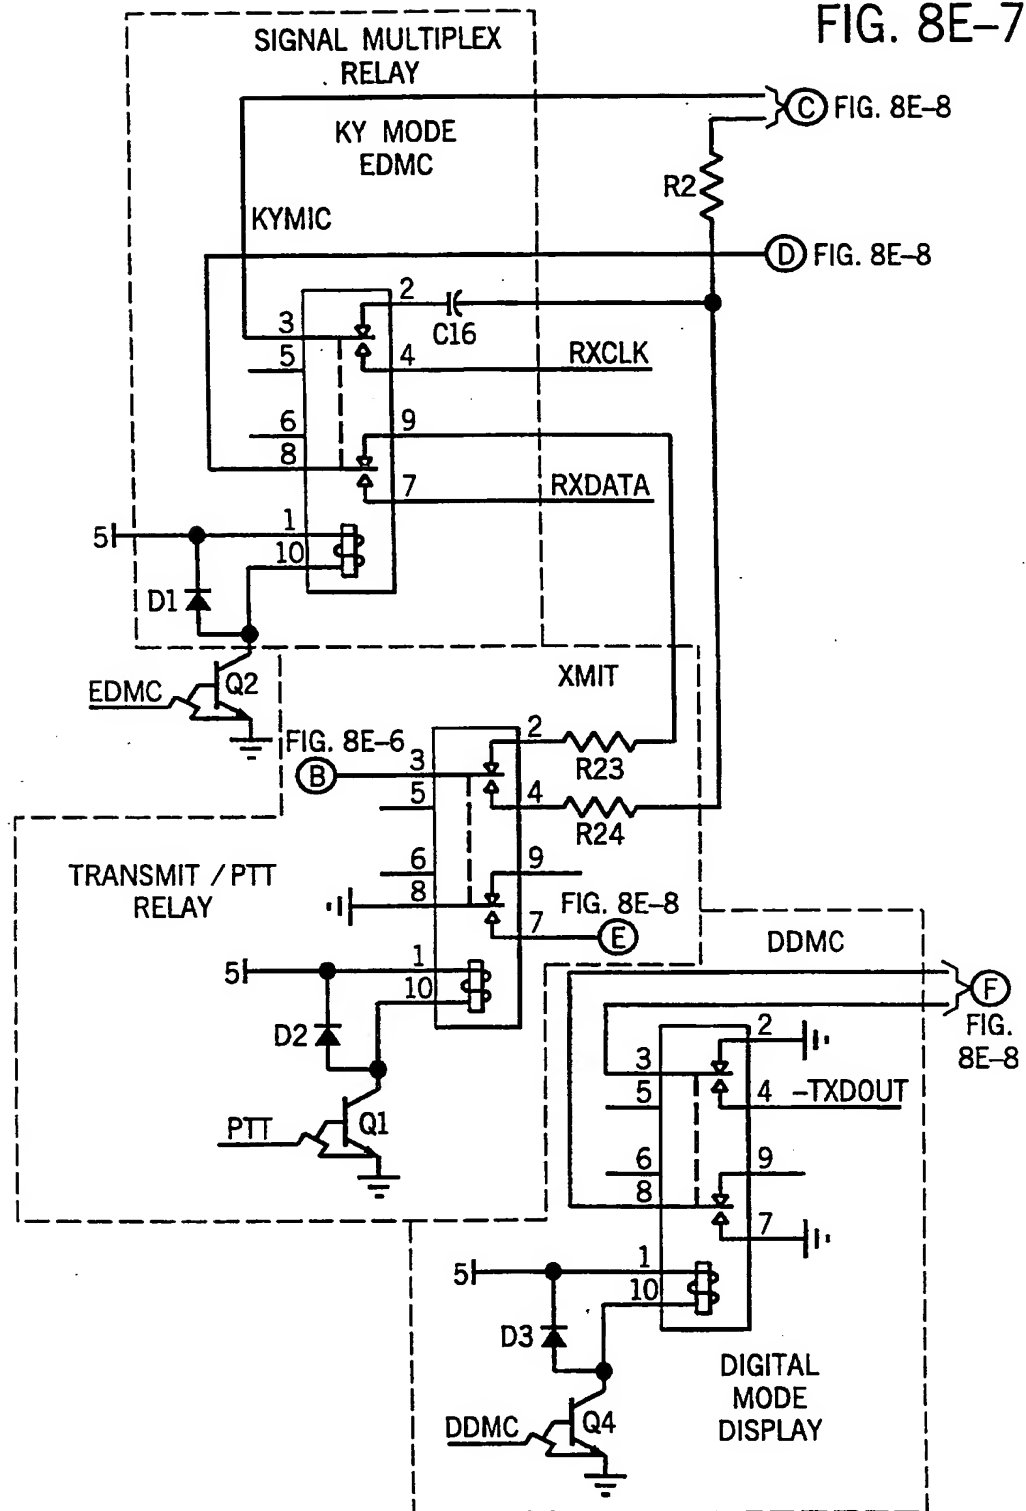 FIG. 8E-7
SIGNAL MULTIPLEX
RELAY
C FIG. 8E-8
KY MODE
EDMC
R2
KYMIC
D FIG. 8E-8
2
C16
3
5
4 RXCLK
6
9
8
7 RXDATA
5 1
10
D1
XMIT
EDMC Q2
FIG. 8E-6
B 3
2
R23
5
4
R24
TRANSMIT / PTT
RELAY
6
9
8
FIG. 8E-8
7 E
DDMC
5 1
10
F
FIG.
8E-8
D2
2
3
5
4 -TXDOUT
PTT Q1
6
9
8
7
5 1
10
D3
DIGITAL
MODE
DISPLAY
DDMC Q4